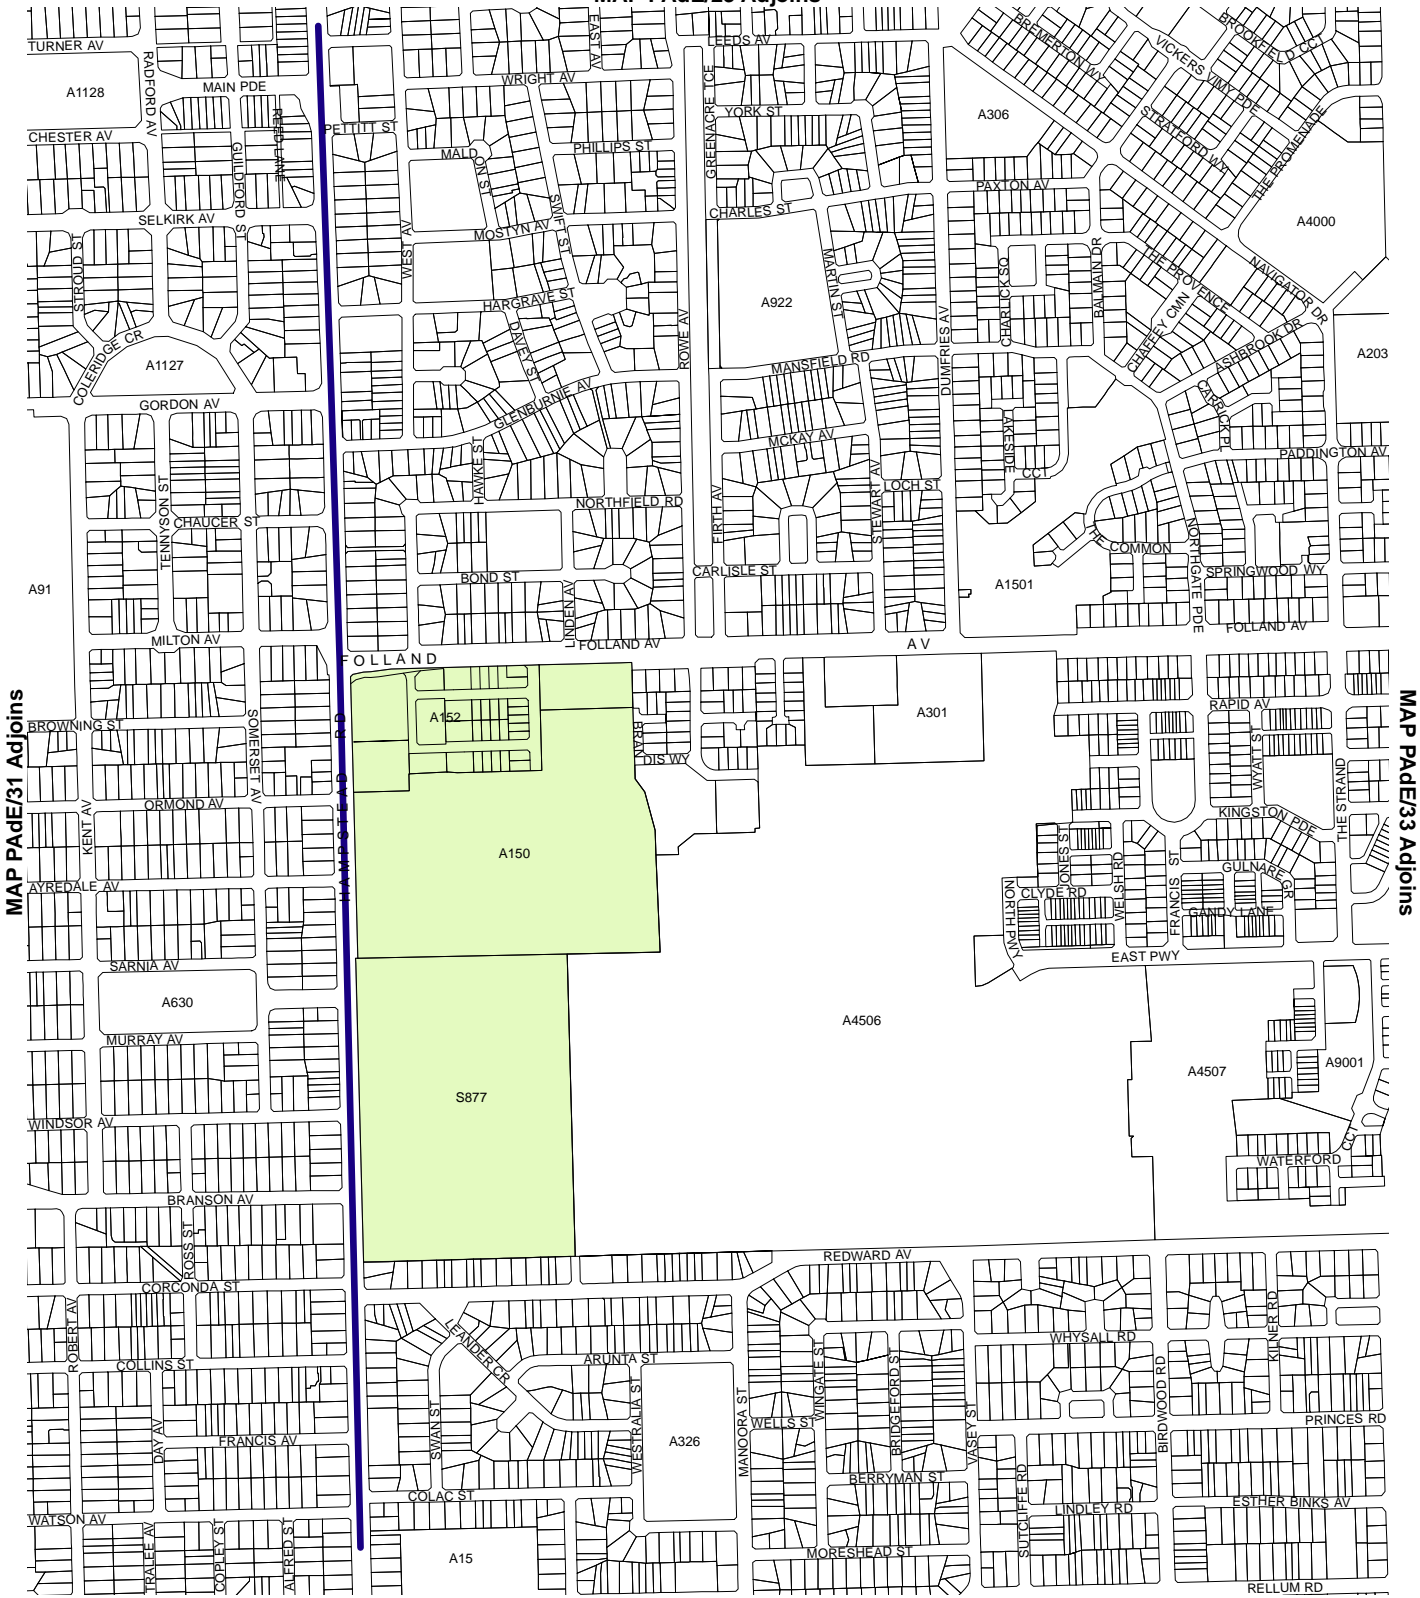 TURNER AV
RADFORD AV
A1128
MAIN PDE
REED LANE
CHESTER AV
GUILDFORD ST
SELKIRK AV
STROUD ST
COLERIDGE CR
A1127
GORDON AV
TENNYSON ST
CHAUCER ST
A91
MILTON AV
BROWNING ST
SOMERSET AV
KENT AV
ORMOND AV
AYREDALE AV
SARNIA AV
A630
MURRAY AV
WINDSOR AV
BRANSON AV
ROSS ST
CORCONDA ST
ROBERT AV
COLLINS ST
DAY AV
FRANCIS AV
WATSON AV
TRALEE AV
COPLEY ST
ALFRED ST
MAP PAdE/31 Adjoins
HAMPSTEAD RD
EAST AV
WRIGHT AV
LEEDS AV
GREENACRE TCE
YORK ST
PETTITT ST
MALDON ST
PHILLIPS ST
SWIFT ST
CHARLES ST
MOSTYN AV
WEST AV
HARGRAVE ST
DAVEY ST
ROWE AV
A922
MARTIN ST
MANSFIELD RD
DUMFRIES AV
GLENBURNIE AV
HAWKE ST
MCKAY AV
NORTHFIELD RD
FIRTH AV
STEWART AV
LOCH ST
BOND ST
LINDEN AV
CARLISLE ST
FOLLAND AV
FOLLAND AV
BREMERTON WY
VICKERS VIMY PDE
BROOKFIELD CCT
A306
STRATFORD WY
THE PROMENADE
PAXTON AV
A4000
CHARLICK SQ
BALMAIN DR
THE PROVENCE
NAVIGATOR DR
CHAFFEY CMN
ASHBROOK DR
A203
CARRICK PL
LAKESIDE CCT
PADDINGTON AV
THE COMMON
NORTHGATE PDE
SPRINGWOOD WY
A1501
FOLLAND AV
A152
A150
S877
BRANDIS WY
A301
RAPID AV
WYATT ST
THE STRAND
KINGSTON PDE
JONES ST
WELSH RD
FRANCIS ST
GULNARE GR
CLYDE RD
GANDY LANE
NORTH PWY
EAST PWY
A4506
A4507
A9001
WATERFORD CCT
MAP PAdE/33 Adjoins
REDWARD AV
LEANDER CR
ARUNTA ST
SWAN ST
WESTRALIA ST
A326
MANOORA ST
WELLS ST
WINGATE ST
BRIDGEFORD ST
VASEY ST
WHYSALL RD
BIRDWOOD RD
KILNER RD
PRINCES RD
BERRYMAN ST
SUTCLIFFE RD
LINDLEY RD
ESTHER BINKS AV
COLAC ST
A15
MORESHEAD ST
RELLUM RD